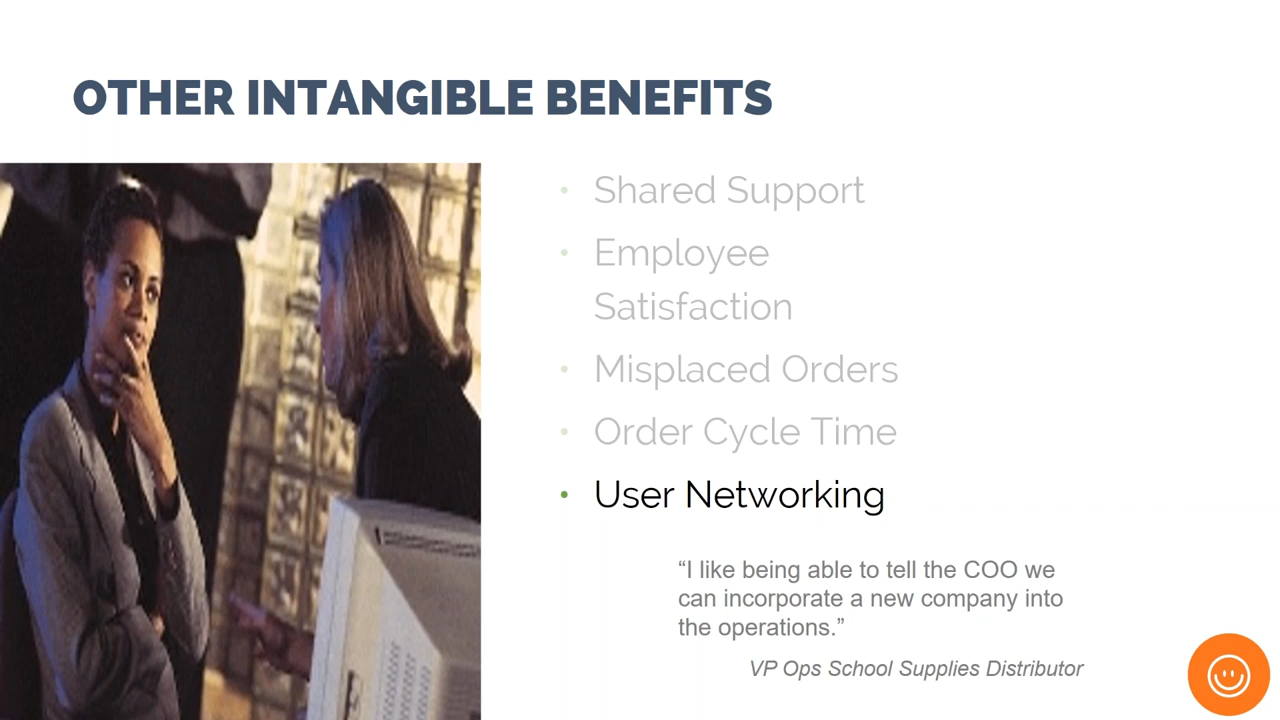 OTHER INTANGIBLE BENEFITS
• Shared Support
• Employee
Satisfaction
• Misplaced Orders
• Order Cycle Time
• User Networking
“I like being able to tell the COO we
can incorporate a new company into
the operations.”
VP Ops School Supplies Distributor